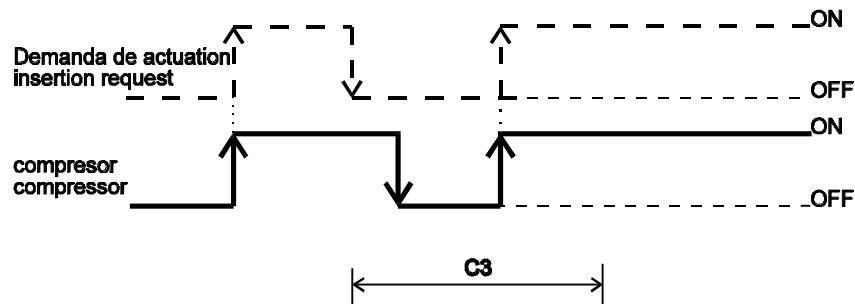 ON
Demanda de actuation
insertion request
OFF
ON
compresor
compressor
OFF
C3